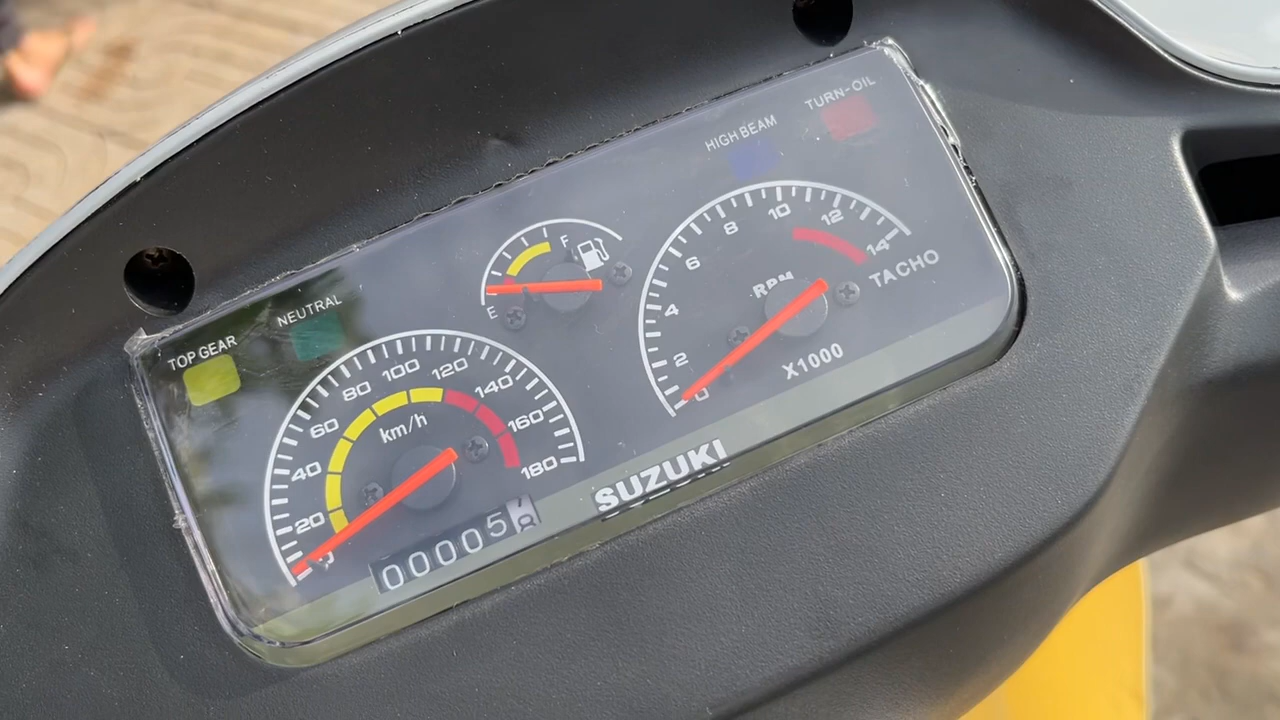 TURN-OIL
HIGH BEAM
NEUTRAL
TOP GEAR
F
E
0 2 4 6 8 10 12 14
RPM
TACHO
X1000
0 20 40 60 80 100 120 140 160 180
km/h
00005
SUZUKI